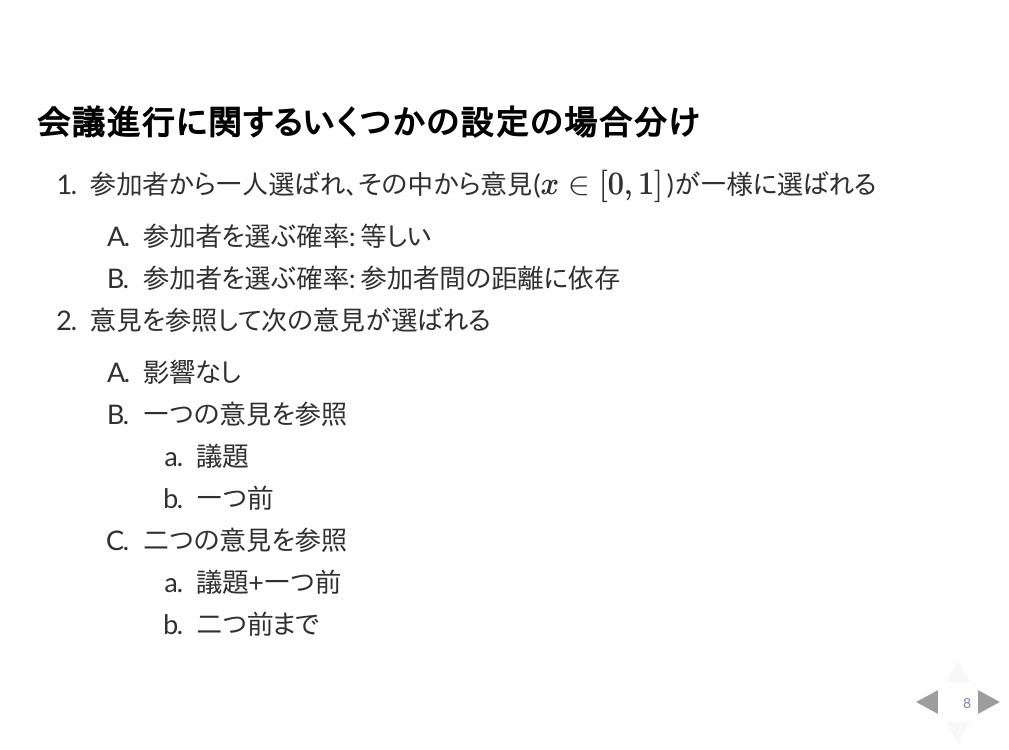 会議進行に関するいくつかの設定の場合分け
1. 参加者から一人選ばれ、その中から意見(x ∈ [0, 1])が一様に選ばれる
A. 参加者を選ぶ確率: 等しい
B. 参加者を選ぶ確率: 参加者間の距離に依存
2. 意見を参照して次の意見が選ばれる
A. 影響なし
B. 一つの意見を参照
a. 議題
b. 一つ前
C. 二つの意見を参照
a. 議題+一つ前
b. 二つ前まで
8